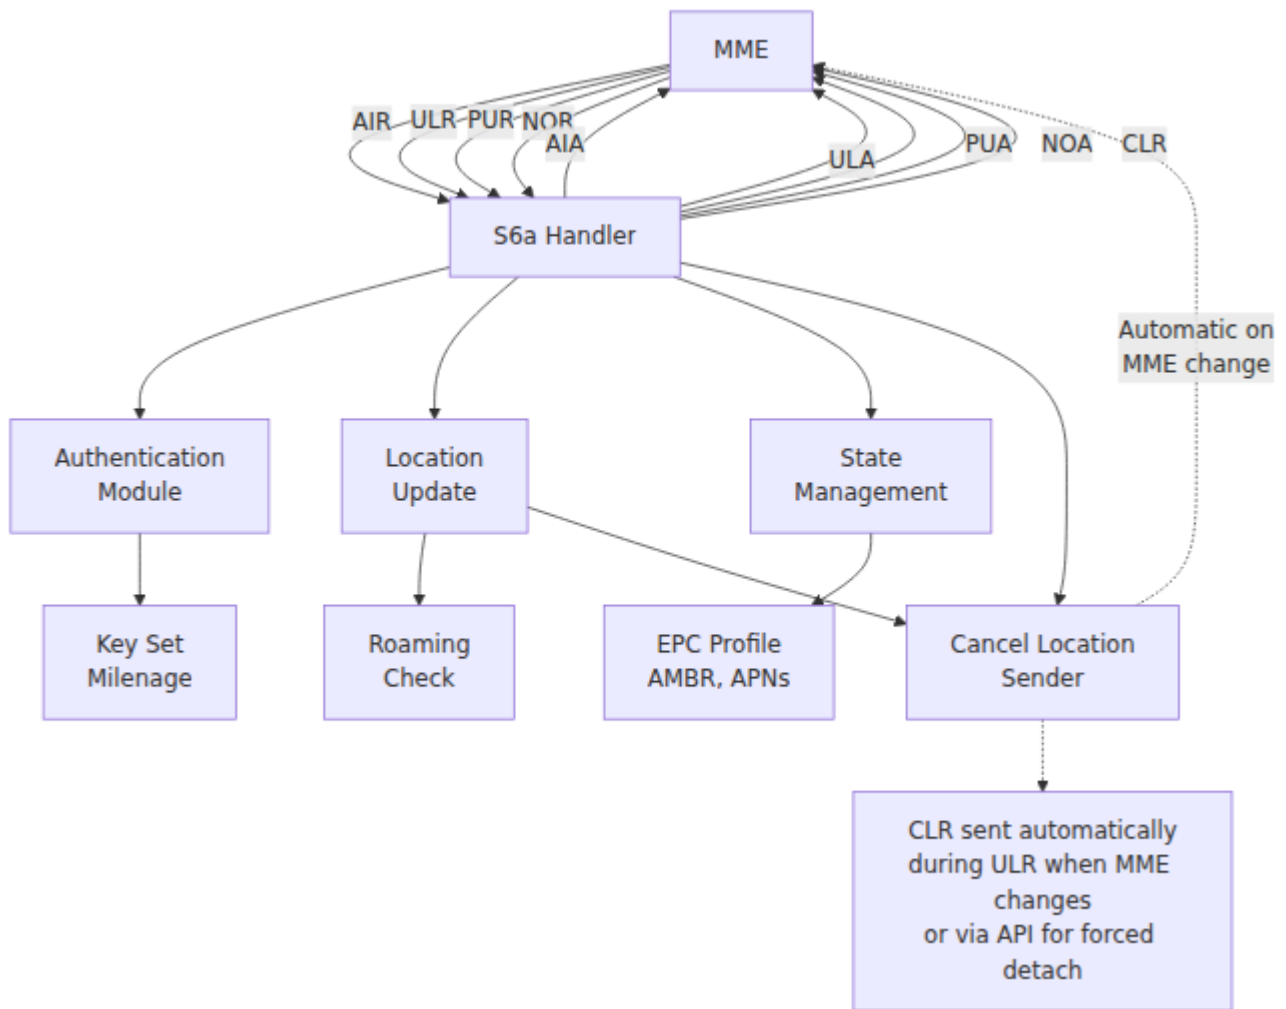 MME
AIR
ULR
PUR
NOR
AIA
ULA
PUA
NOA
CLR
S6a Handler
Automatic on
MME change
Authentication
Module
Location
Update
State
Management
Key Set
Milenage
Roaming
Check
EPC Profile
AMBR, APNs
Cancel Location
Sender
CLR sent automatically
during ULR when MME
changes
or via API for forced
detach